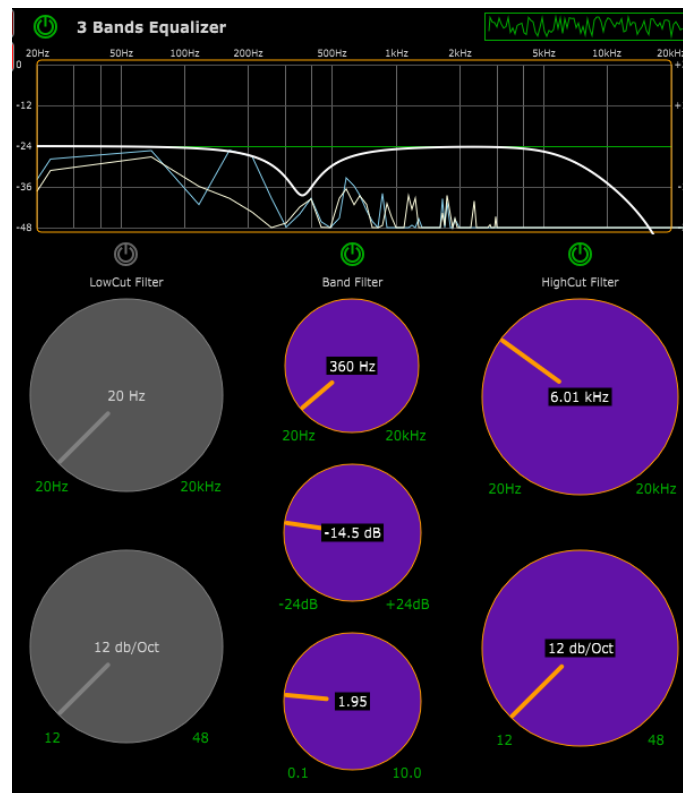 3 Bands Equalizer
20Hz 50Hz 100Hz 200Hz 500Hz 1kHz 2kHz 5kHz 10kHz 20kHz
0
-12
-24
-36
-48
LowCut Filter Band Filter HighCut Filter
360 Hz
20 Hz 6.01 kHz
20Hz 20kHz
20Hz 20kHz 20Hz 20kHz
-14.5 dB
-24dB +24dB
12 db/Oct 12 db/Oct
1.95
12 48 12 48
0.1 10.0